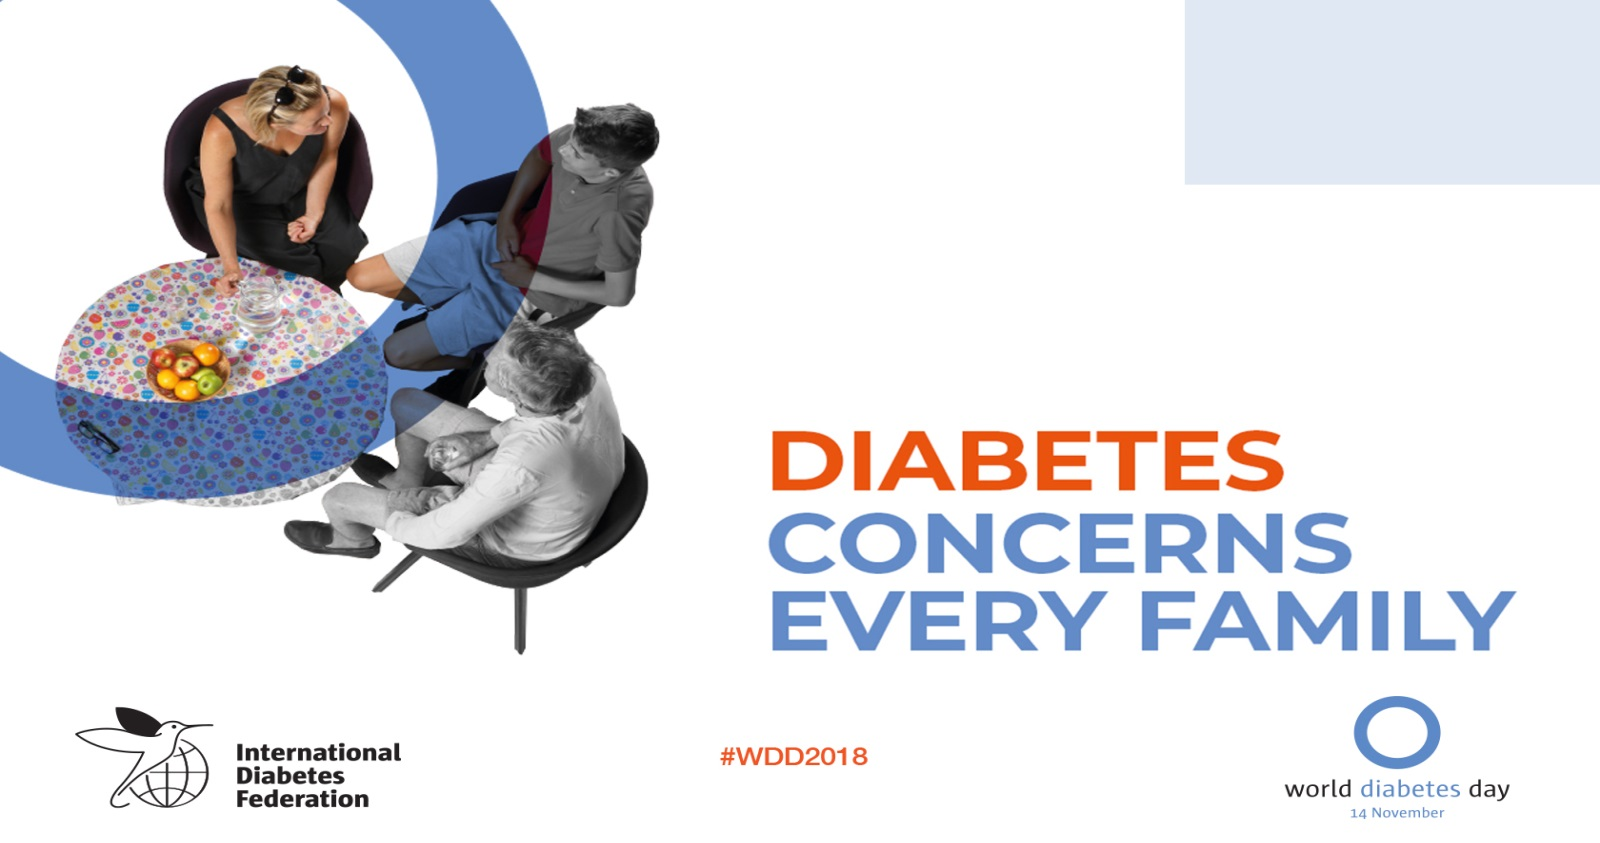 DIABETES
CONCERNS
EVERY FAMILY
International
Diabetes
Federation
#WDD2018
world diabetes day
14 November